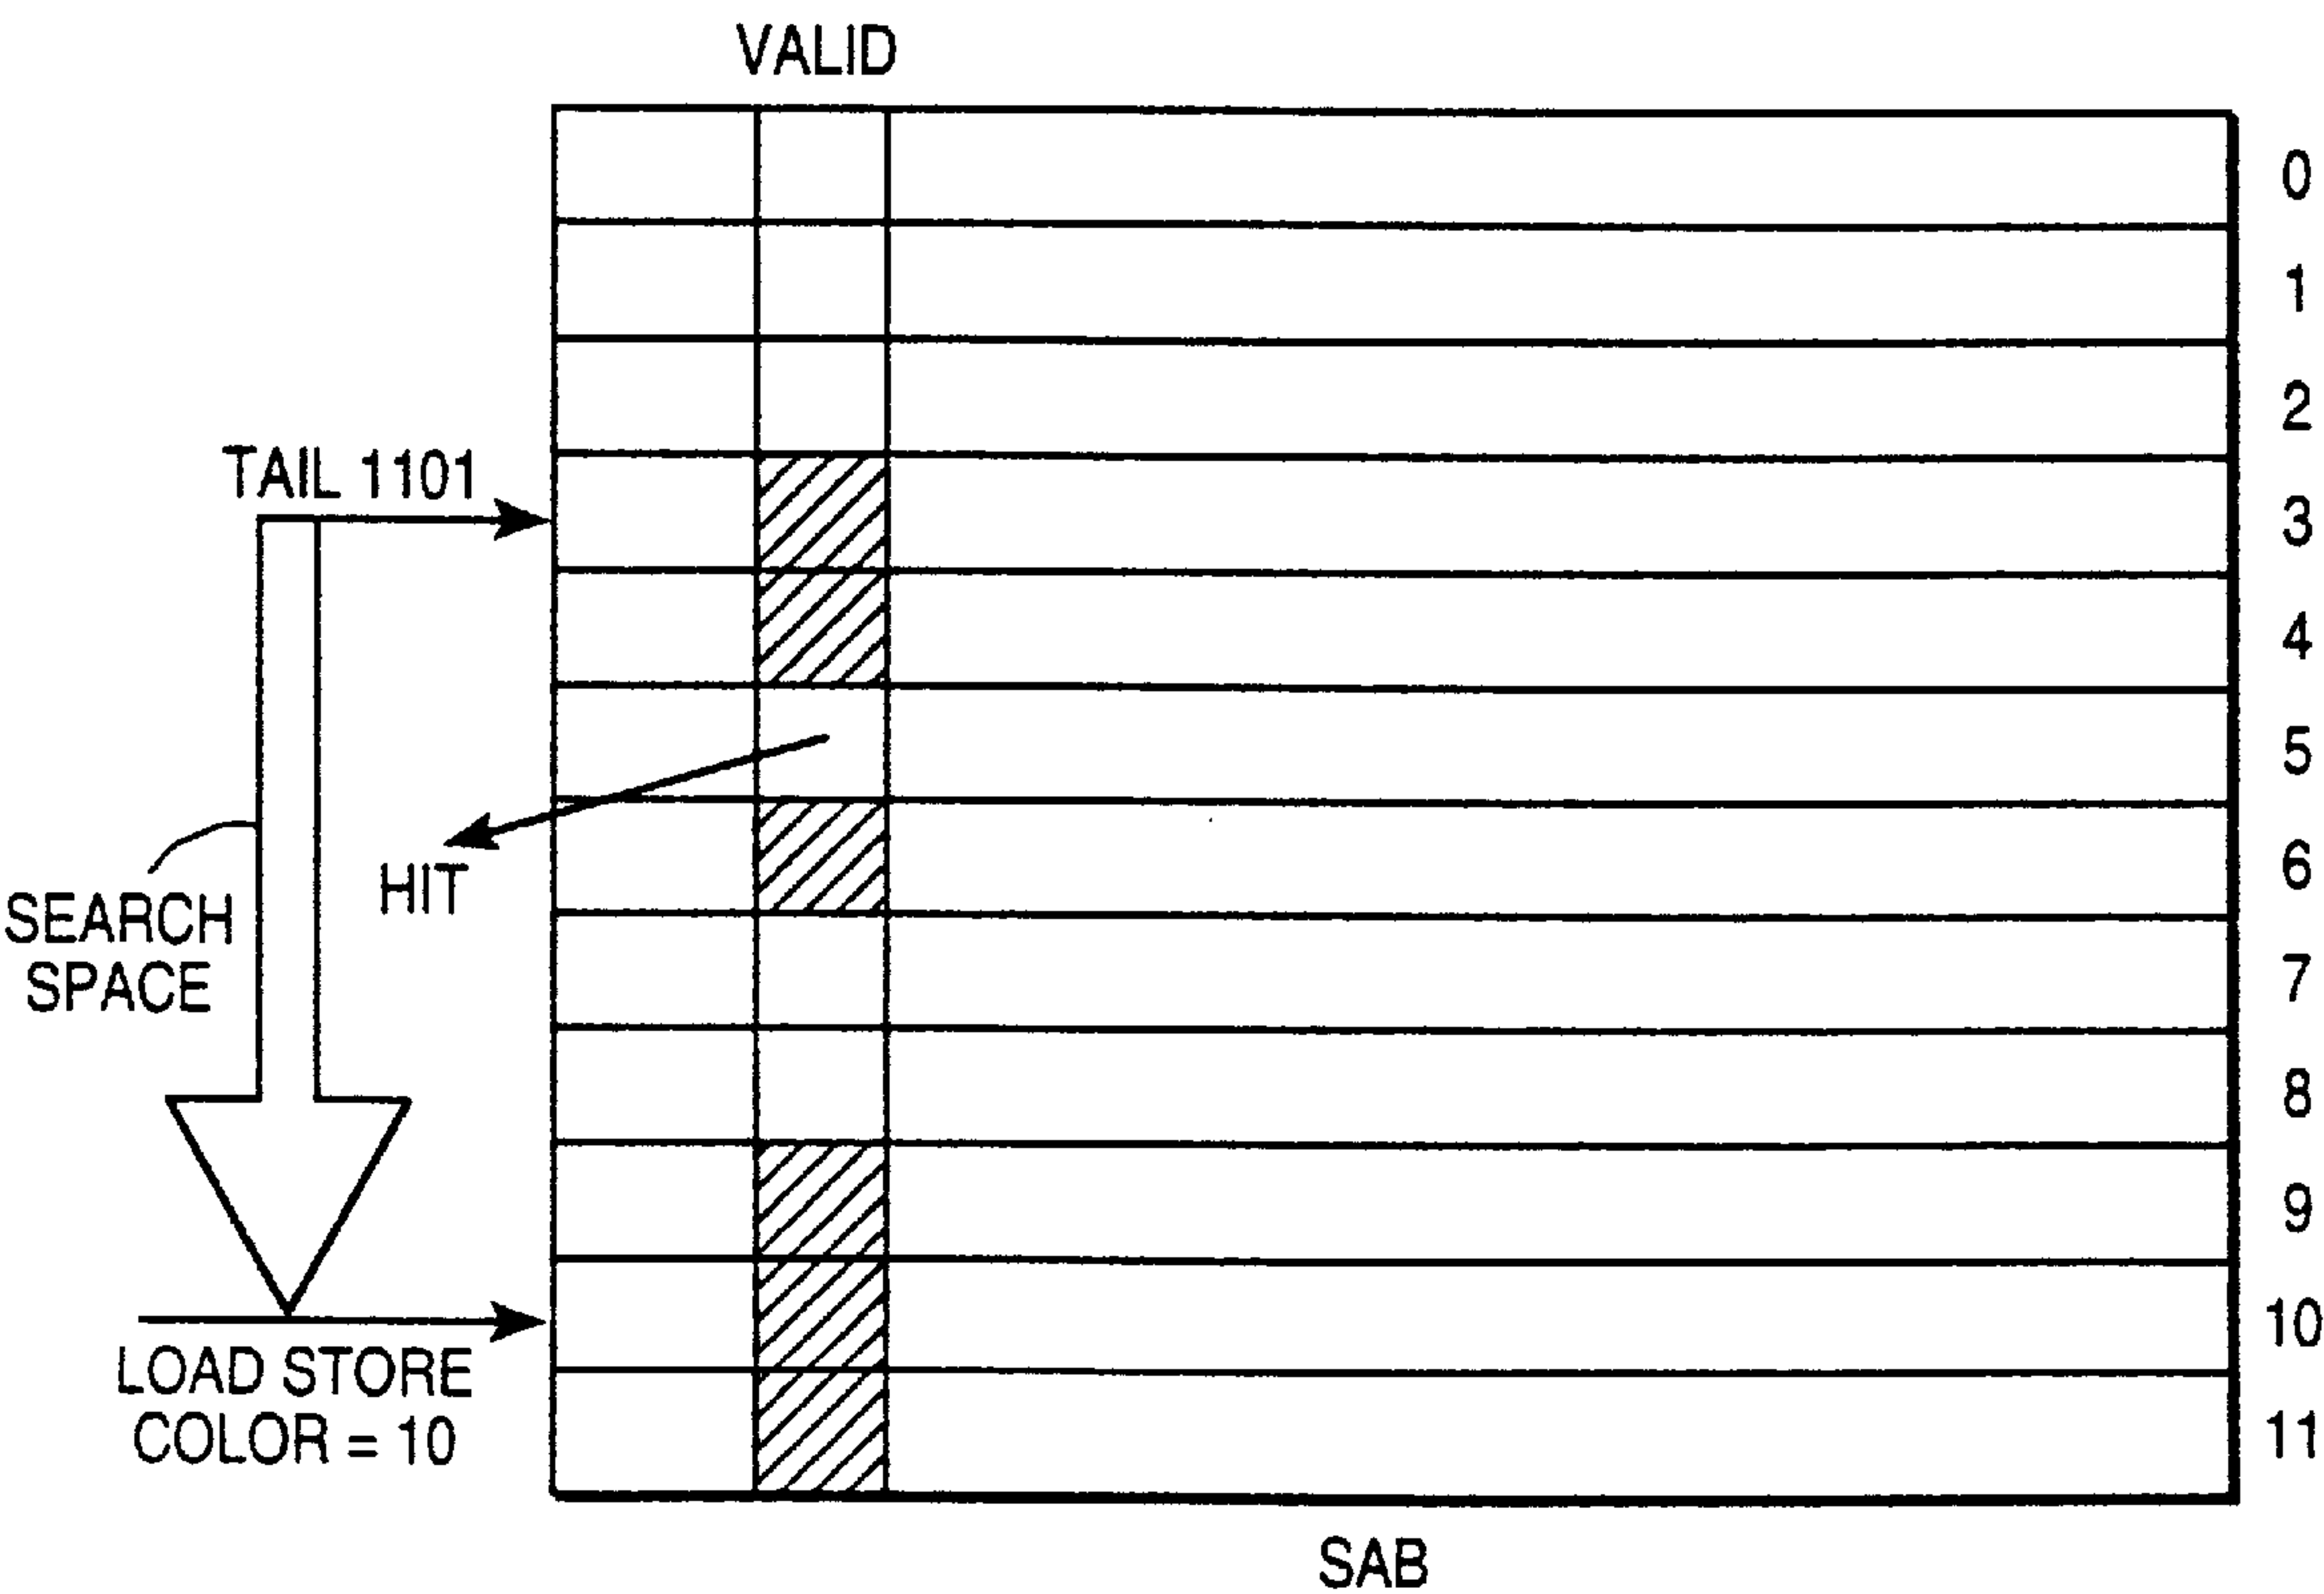 VALID
0
1
2
TAIL 1101
3
4
5
HIT
6
SEARCH
SPACE
7
8
9
10
LOAD STORE
COLOR = 10
11
SAB